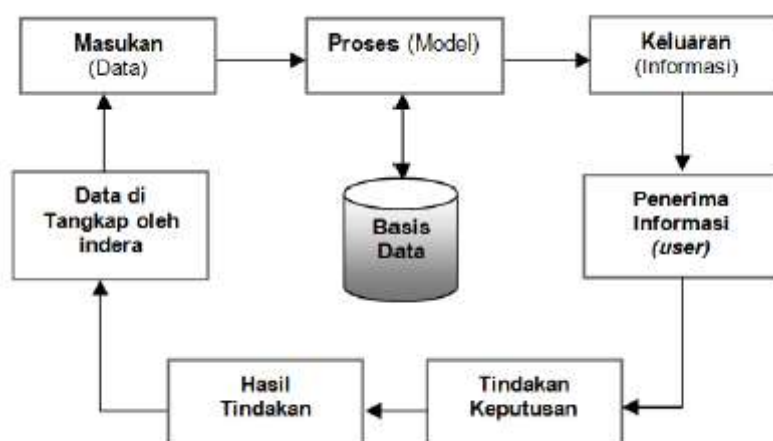 Masukan
(Data)
Proses (Model)
Keluaran
(Informasi)
Data di
Tangkap oleh
indera
Basis
Data
Penerima
Informasi
(user)
Hasil
Tindakan
Tindakan
Keputusan